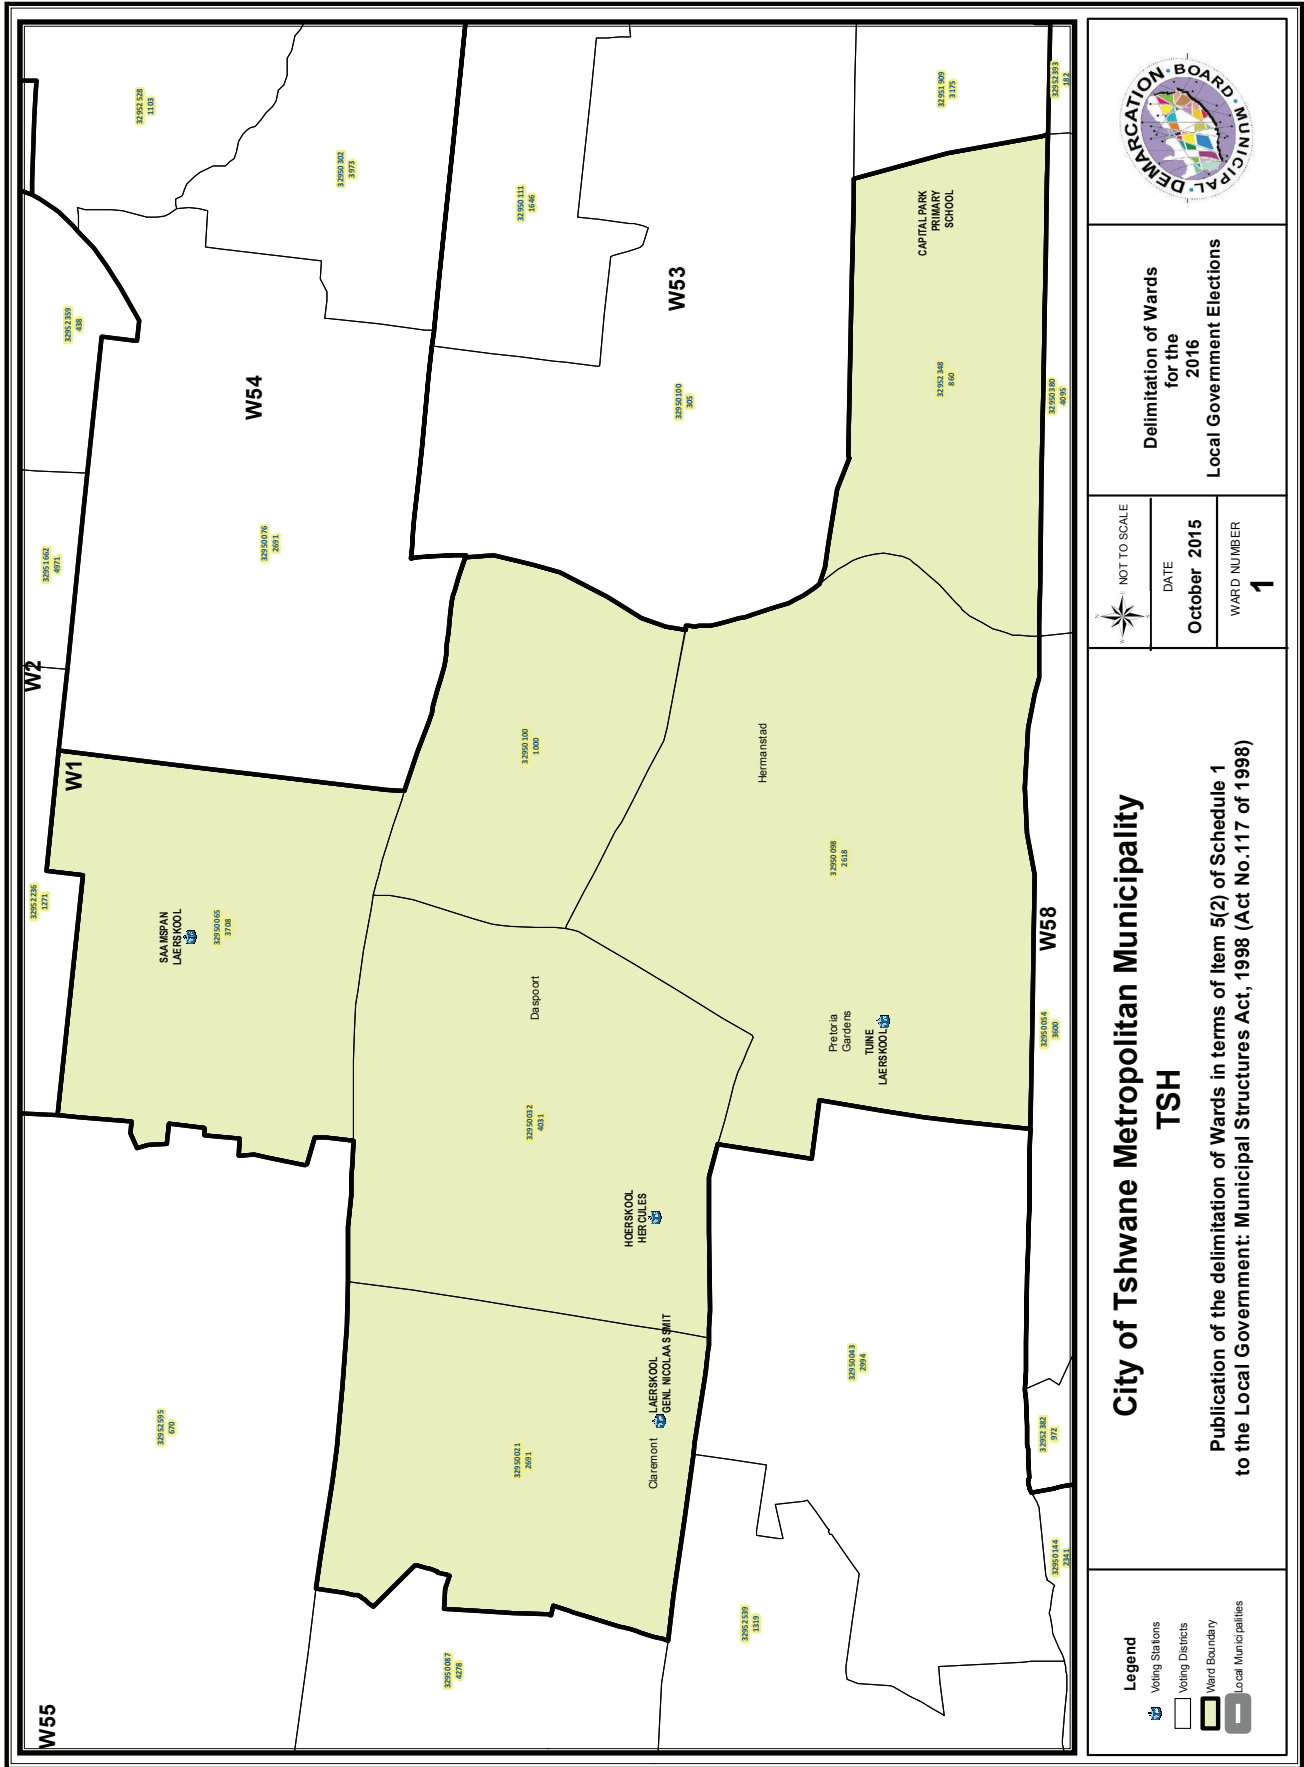 W55
W2
W1
W54
W53
W58
32952595
670
32950087
4278
32952539
1319
32950144
2341
32952382
972
32950043
2994
32950054
3600
32950021
2691
Claremont
LAERSKOOL
GENL NICOLAAS SMIT
HOERSKOOL
HERCULES
32950032
4031
Daspoort
SAAMSPAN
LAERSKOOL
32950065
3708
32952236
1271
Pretoria
Gardens
TUINE
LAERSKOOL
32950098
2618
Hermanstad
32950100
1000
32951662
4971
32950076
2691
32952359
438
32952528
1103
32950302
3973
32950111
1646
32950100
305
32952348
860
CAPITAL PARK
PRIMARY
SCHOOL
32951909
3175
32952393
182
32950380
4095
Legend
Voting Stations
Voting Districts
Ward Boundary
Local Municipalities
City of Tshwane Metropolitan Municipality
TSH
Publication of the delimitation of Wards in terms of Item 5(2) of Schedule 1
to the Local Government: Municipal Structures Act, 1998 (Act No.117 of 1998)
NOT TO SCALE
DATE
October 2015
WARD NUMBER
1
Delimitation of Wards
for the
2016
Local Government Elections
MUNICIPAL DEMARCATION BOARD